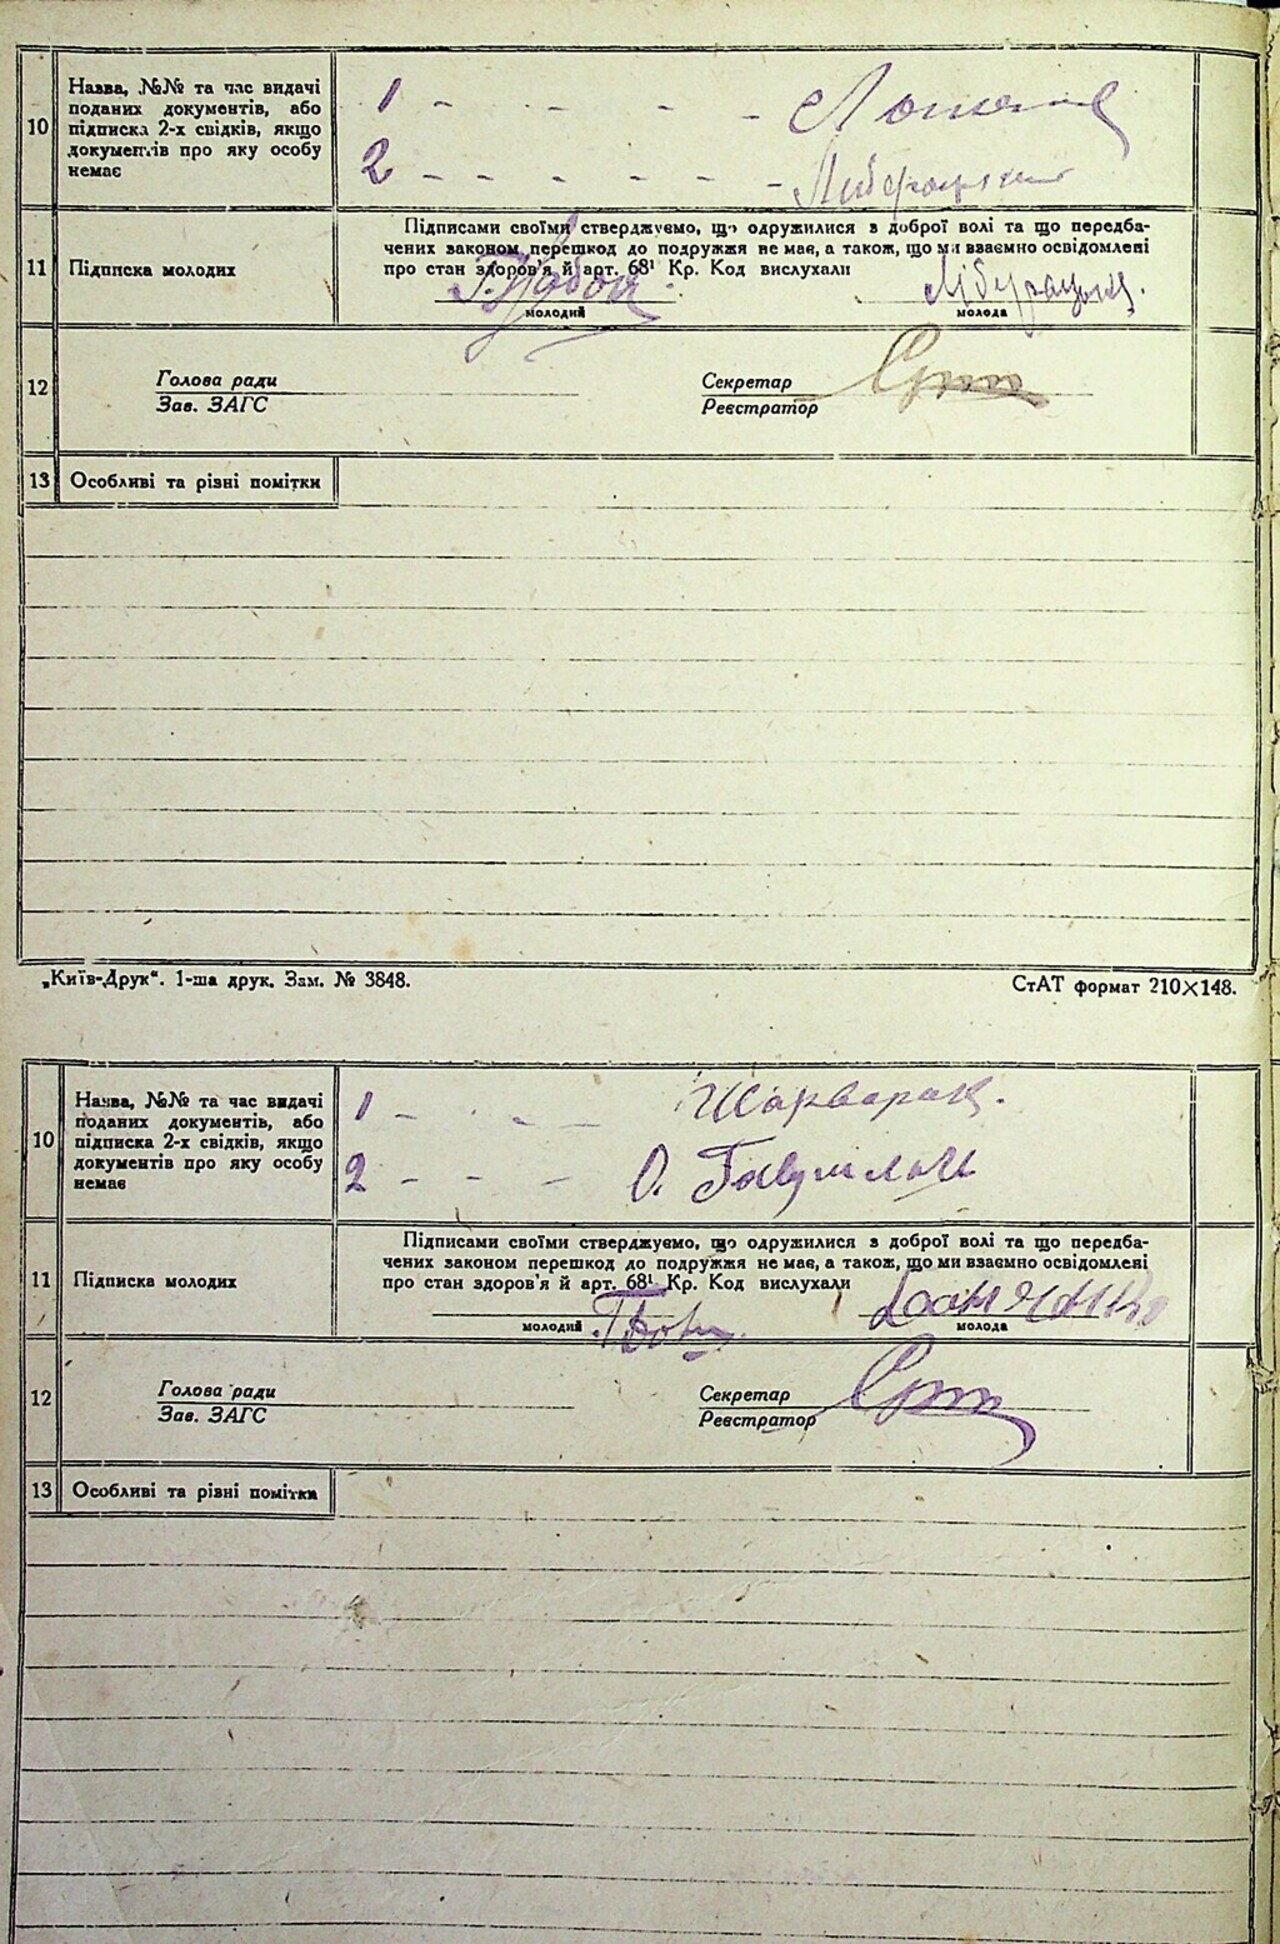 10
Назва, №№ та час видачі
поданих документів, або
підписка 2-х свідків, якщо
документів про яку особу
немає
1 - - - -
2 - - - - - -
11
Підписка молодих
Підписами своїми стверджуємо, що одружилися з доброї волі та що передба-
чених законом перешкод до подружжя не має, а також, що ми взаємно освідомлені
про стан здоров'я й арт. 68¹ Кр. Код вислухали
молодий
молода
12
Голова ради
Зав. ЗАГС
Секретар
Реєстратор
13
Особливі та різні помітки
„Київ-Друк“. 1-ша друк. Зам. № 3848.
СтАТ формат 210×148.
10
Назва, №№ та час видачі
поданих документів, або
підписка 2-х свідків, якщо
документів про яку особу
немає
1 - - -
2 - - - О.
11
Підписка молодих
Підписами своїми стверджуємо, що одружилися з доброї волі та що передба-
чених законом перешкод до подружжя не має, а також, що ми взаємно освідомлені
про стан здоров'я й арт. 68¹ Кр. Код вислухали
молодий
молода
12
Голова ради
Зав. ЗАГС
Секретар
Реєстратор
13
Особливі та різні помітки